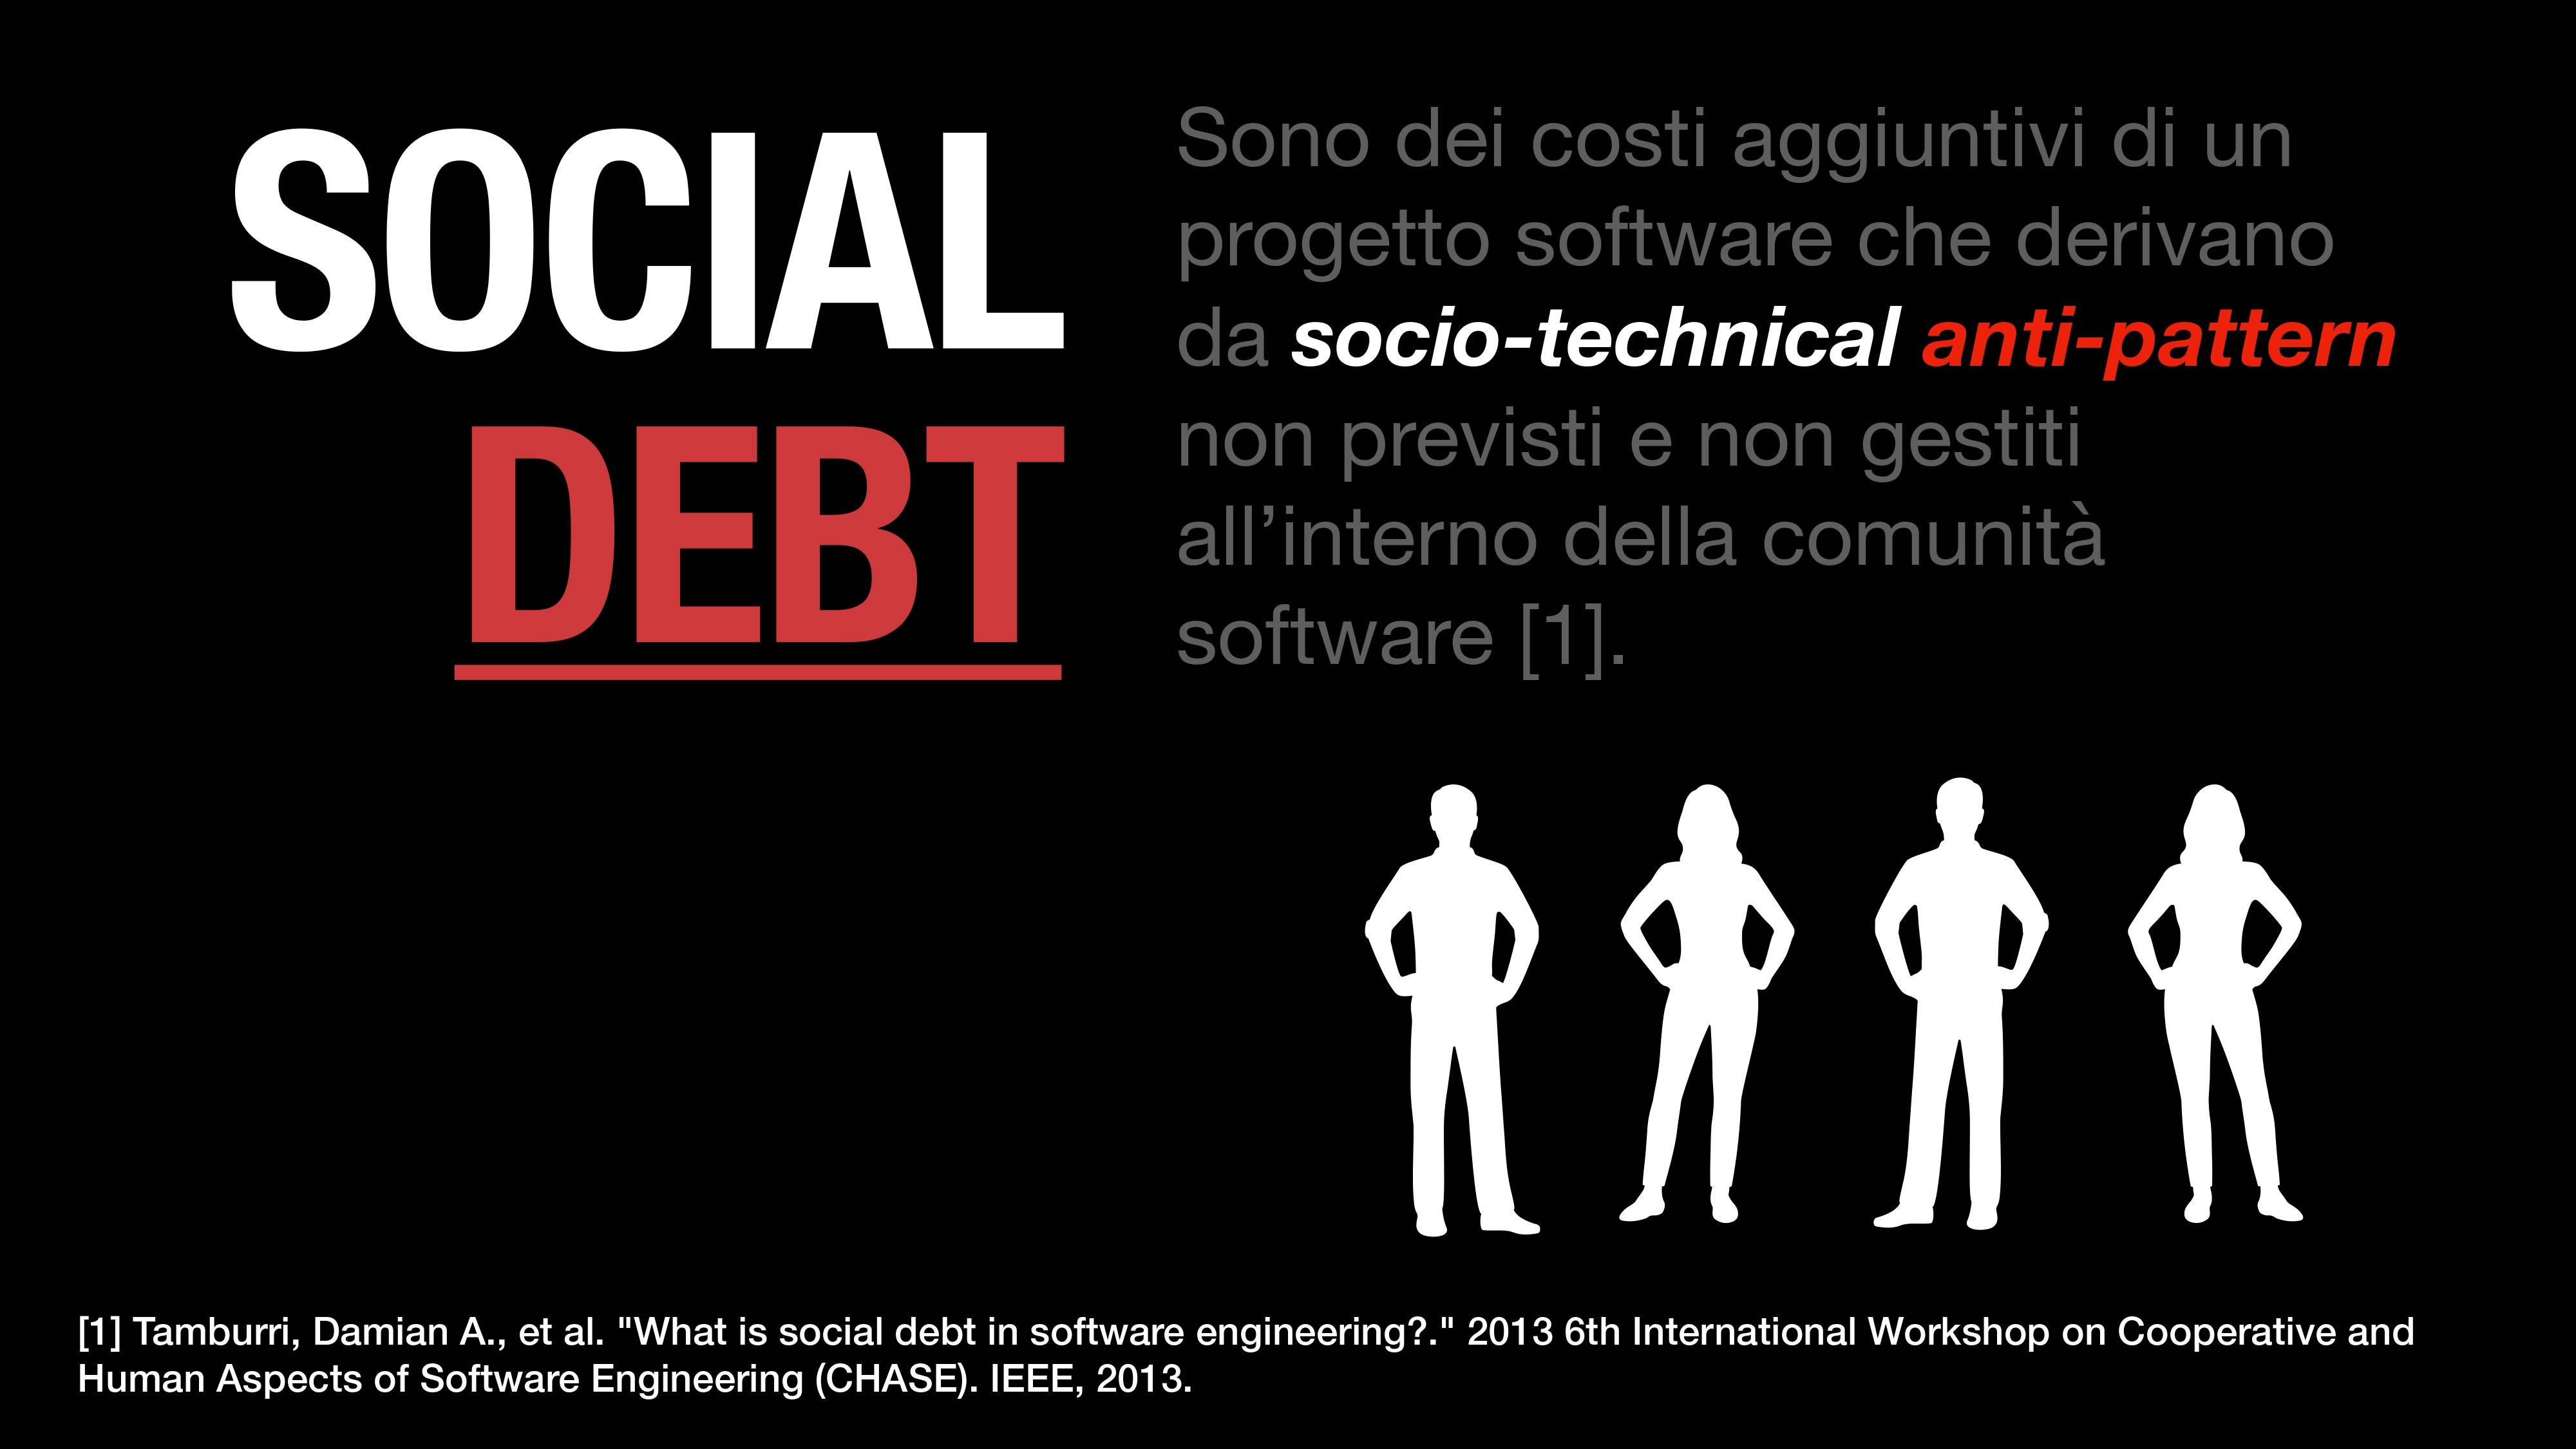 SOCIAL
DEBT
Sono dei costi aggiuntivi di un
progetto software che derivano
da socio-technical anti-pattern
non previsti e non gestiti
all’interno della comunità
software [1].
[1] Tamburri, Damian A., et al. "What is social debt in software engineering?." 2013 6th International Workshop on Cooperative and
Human Aspects of Software Engineering (CHASE). IEEE, 2013.